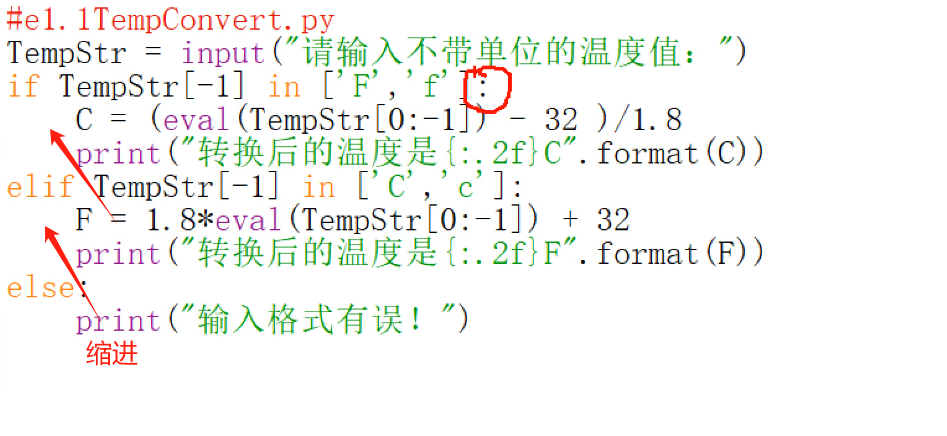 #e1.1TempConvert.py
TempStr = input("请输入不带单位的温度值: ")
if TempStr[-1] in ['F','f']:
    C = (eval(TempStr[0:-1]) - 32 )/1.8
    print("转换后的温度是{:.2f}C".format(C))
elif TempStr[-1] in ['C','c']:
    F = 1.8*eval(TempStr[0:-1]) + 32
    print("转换后的温度是{:.2f}F".format(F))
else:
    print("输入格式有误! ")
缩进